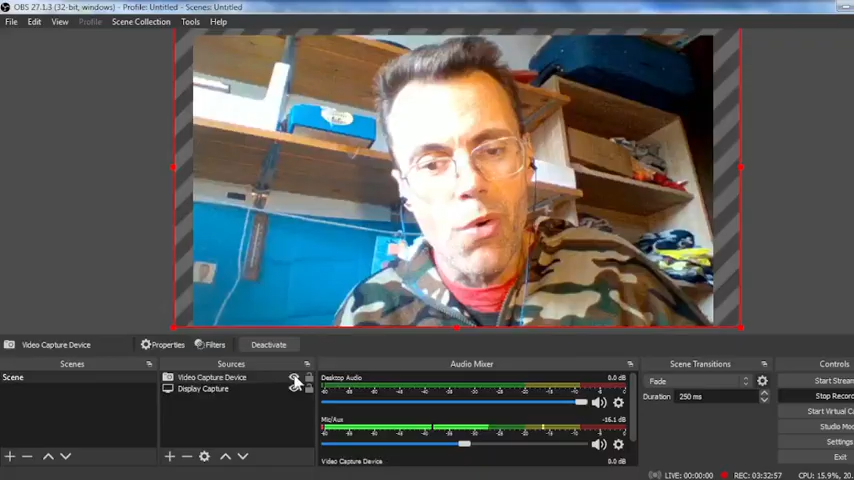 OBS 27.1.3 (32-bit, windows) - Profile: Untitled - Scenes: Untitled
File Edit View Profile Scene Collection Tools Help
Video Capture Device Properties Filters Deactivate
Scenes Sources Audio Mixer Scene Transitions Controls
Scene
Video Capture Device
Display Capture
Desktop Audio 0.0 dB
Mic/Aux -16.1 dB
Video Capture Device 0.0 dB
Fade
Duration 250 ms
Start Stream
Stop Record
Start Virtual Ca
Studio Mod
Settings
Exit
LIVE: 00:00:00 REC: 03:32:57 CPU: 15.9%, 20.